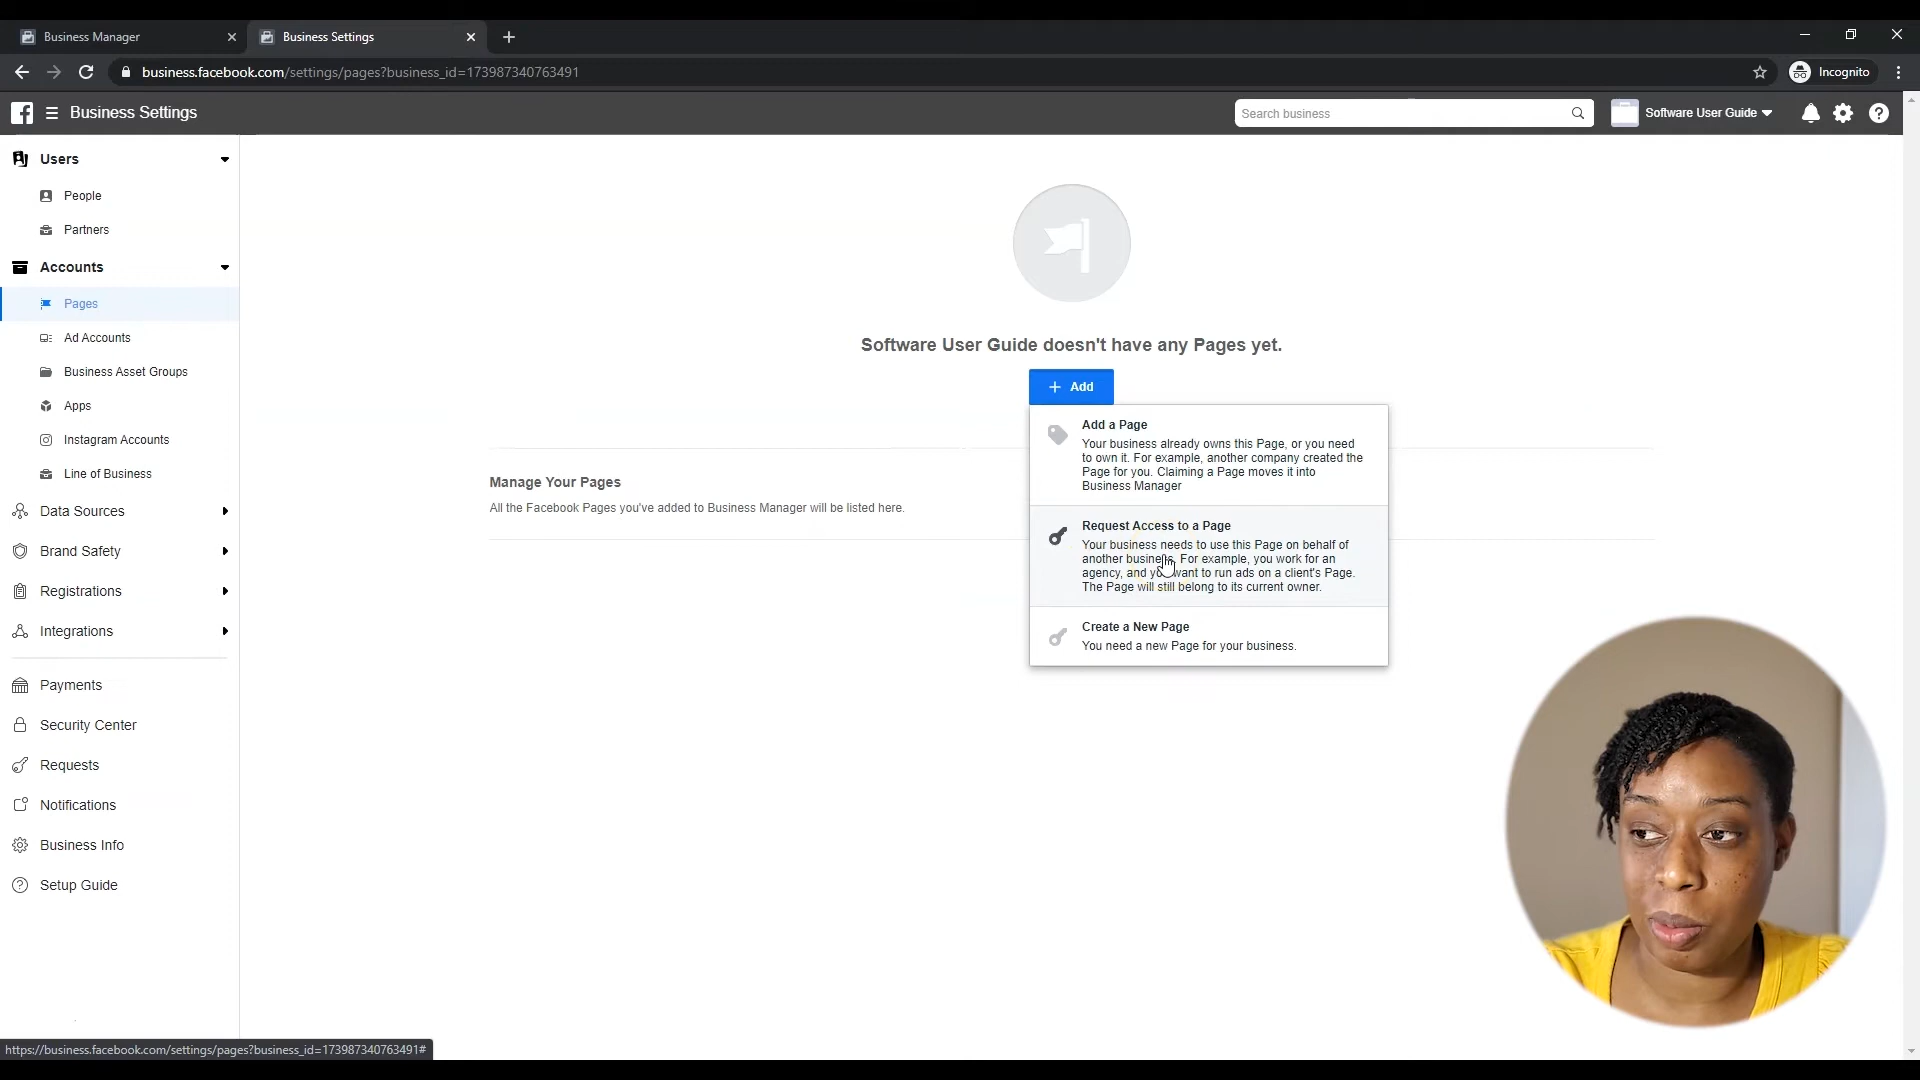 Business Manager
Business Settings
business.facebook.com/settings/pages?business_id=173987340763491
Incognito
Business Settings
Search business
Software User Guide
Users
People
Partners
Accounts
Pages
Ad Accounts
Business Asset Groups
Apps
Instagram Accounts
Line of Business
Data Sources
Brand Safety
Registrations
Integrations
Payments
Security Center
Requests
Notifications
Business Info
Setup Guide
Software User Guide doesn't have any Pages yet.
+ Add
Add a Page
Your business already owns this Page, or you need
to own it. For example, another company created the
Page for you. Claiming a Page moves it into
Business Manager
Request Access to a Page
Your business needs to use this Page on behalf of
another business. For example, you work for an
agency, and you want to run ads on a client's Page.
The Page will still belong to its current owner.
Create a New Page
You need a new Page for your business.
Manage Your Pages
All the Facebook Pages you've added to Business Manager will be listed here.
https://business.facebook.com/settings/pages?business_id=173987340763491#